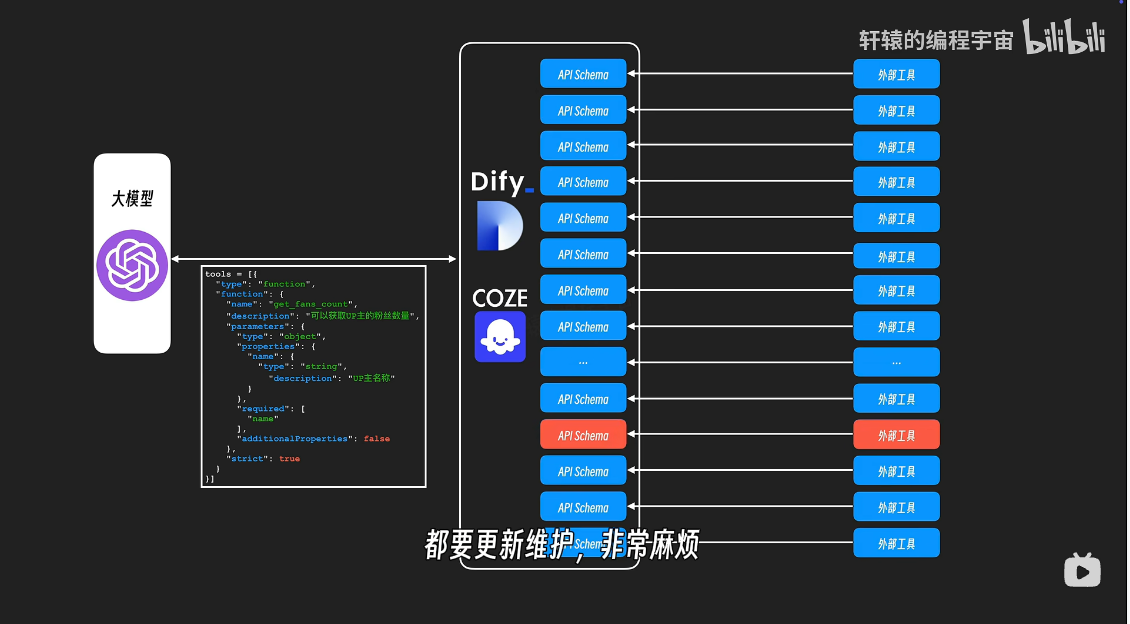 轩辕的编程宇宙 bilibili
大模型
tools = [{
"type": "function",
"function": {
"name": "get_fans_count",
"description": "可以获取UP主的粉丝数量",
"parameters": {
"type": "object",
"properties": {
"name": {
"type": "string",
"description": "UP主名称"
}
},
"required": [
"name"
],
"additionalProperties": false
},
"strict": true
}
}]
Dify_
COZE
API Schema
API Schema
API Schema
API Schema
API Schema
API Schema
API Schema
API Schema
...
API Schema
API Schema
API Schema
API Schema
API Schema
外部工具
外部工具
外部工具
外部工具
外部工具
外部工具
外部工具
外部工具
...
外部工具
外部工具
外部工具
外部工具
外部工具
都要更新维护，非常麻烦